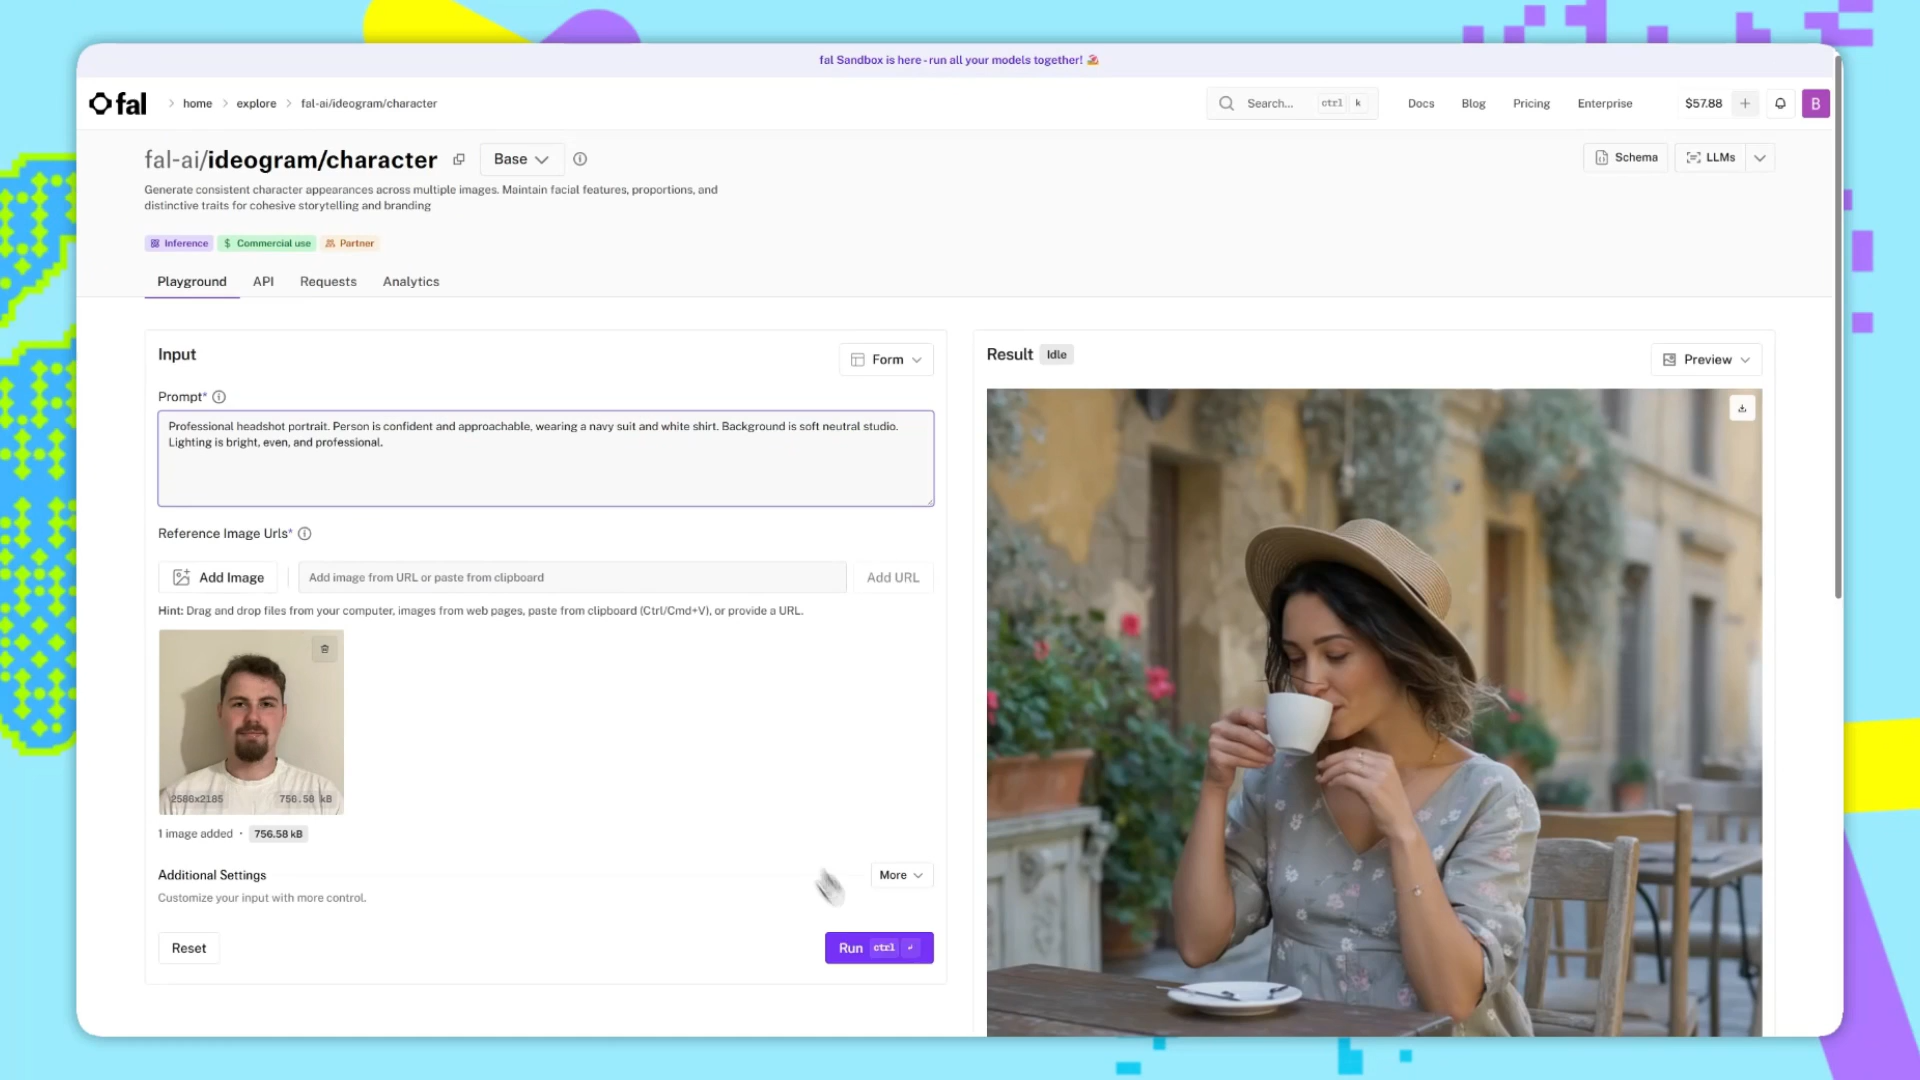 fal Sandbox is here - run all your models together!
fal
home
explore
fal-ai/ideogram/character
Search...
ctrl
k
Docs
Blog
Pricing
Enterprise
$57.88
+
B
fal-ai/ideogram/character
Base
Schema
LLMs
Generate consistent character appearances across multiple images. Maintain facial features, proportions, and
distinctive traits for cohesive storytelling and branding
Inference
$ Commercial use
Partner
Playground
API
Requests
Analytics
Input
Form
Prompt*
Professional headshot portrait. Person is confident and approachable, wearing a navy suit and white shirt. Background is soft neutral studio.
Lighting is bright, even, and professional.
Reference Image Urls*
Add Image
Add image from URL or paste from clipboard
Add URL
Hint: Drag and drop files from your computer, images from web pages, paste from clipboard (Ctrl/Cmd+V), or provide a URL.
2586x2185
756.58 kB
1 image added · 756.58 kB
Additional Settings
More
Customize your input with more control.
Reset
Run
ctrl
Result
Idle
Preview